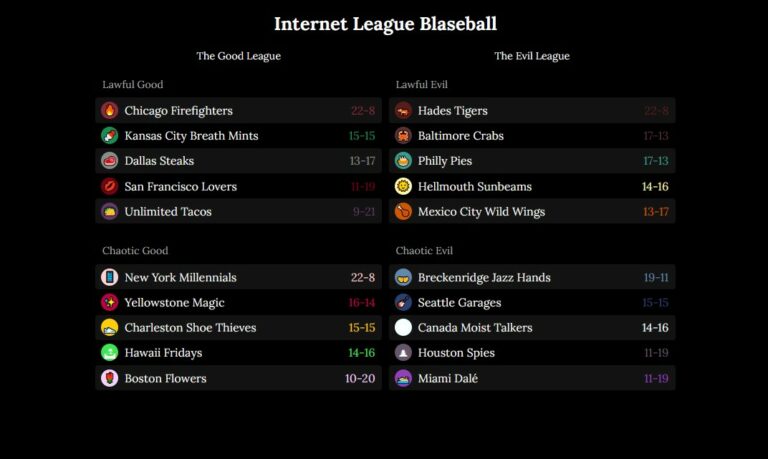 Internet League Blaseball
The Good League
Lawful Good
Chicago Firefighters 22-8
Kansas City Breath Mints 15-15
Dallas Steaks 13-17
San Francisco Lovers 11-19
Unlimited Tacos 9-21
Chaotic Good
New York Millennials 22-8
Yellowstone Magic 16-14
Charleston Shoe Thieves 15-15
Hawaii Fridays 14-16
Boston Flowers 10-20
The Evil League
Lawful Evil
Hades Tigers 22-8
Baltimore Crabs 17-13
Philly Pies 17-13
Hellmouth Sunbeams 14-16
Mexico City Wild Wings 13-17
Chaotic Evil
Breckenridge Jazz Hands 19-11
Seattle Garages 15-15
Canada Moist Talkers 14-16
Houston Spies 11-19
Miami Dalé 11-19